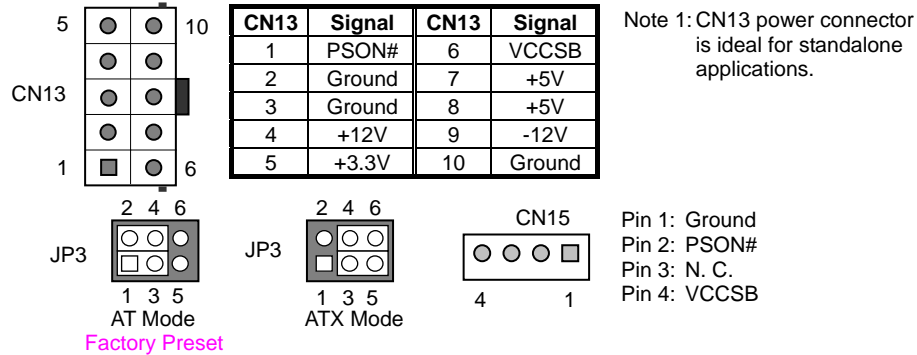 5 10
CN13
1 6
CN13 Signal CN13 Signal
1 PSON# 6 VCCSB
2 Ground 7 +5V
3 Ground 8 +5V
4 +12V 9 -12V
5 +3.3V 10 Ground
Note 1: CN13 power connector
is ideal for standalone
applications.
2 4 6
JP3
1 3 5
AT Mode
Factory Preset
2 4 6
JP3
1 3 5
ATX Mode
CN15
4 1
Pin 1: Ground
Pin 2: PSON#
Pin 3: N. C.
Pin 4: VCCSB